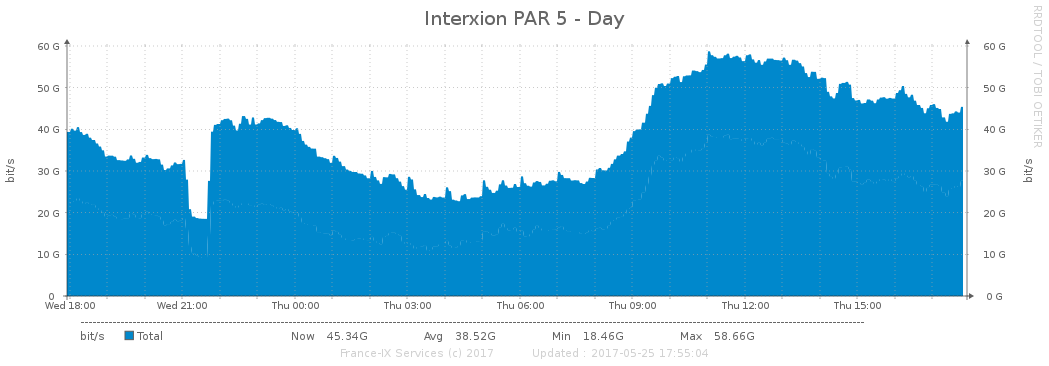 Interxion PAR 5 - Day
RRDTOOL / TOBI OETIKER
bit/s
60 G
50 G
40 G
30 G
20 G
10 G
0
60 G
50 G
40 G
30 G
20 G
10 G
0 G
bit/s
Wed 18:00 Wed 21:00 Thu 00:00 Thu 03:00 Thu 06:00 Thu 09:00 Thu 12:00 Thu 15:00
bit/s Total Now 45.34G Avg 38.52G Min 18.46G Max 58.66G
France-IX Services (c) 2017 Updated : 2017-05-25 17:55:04